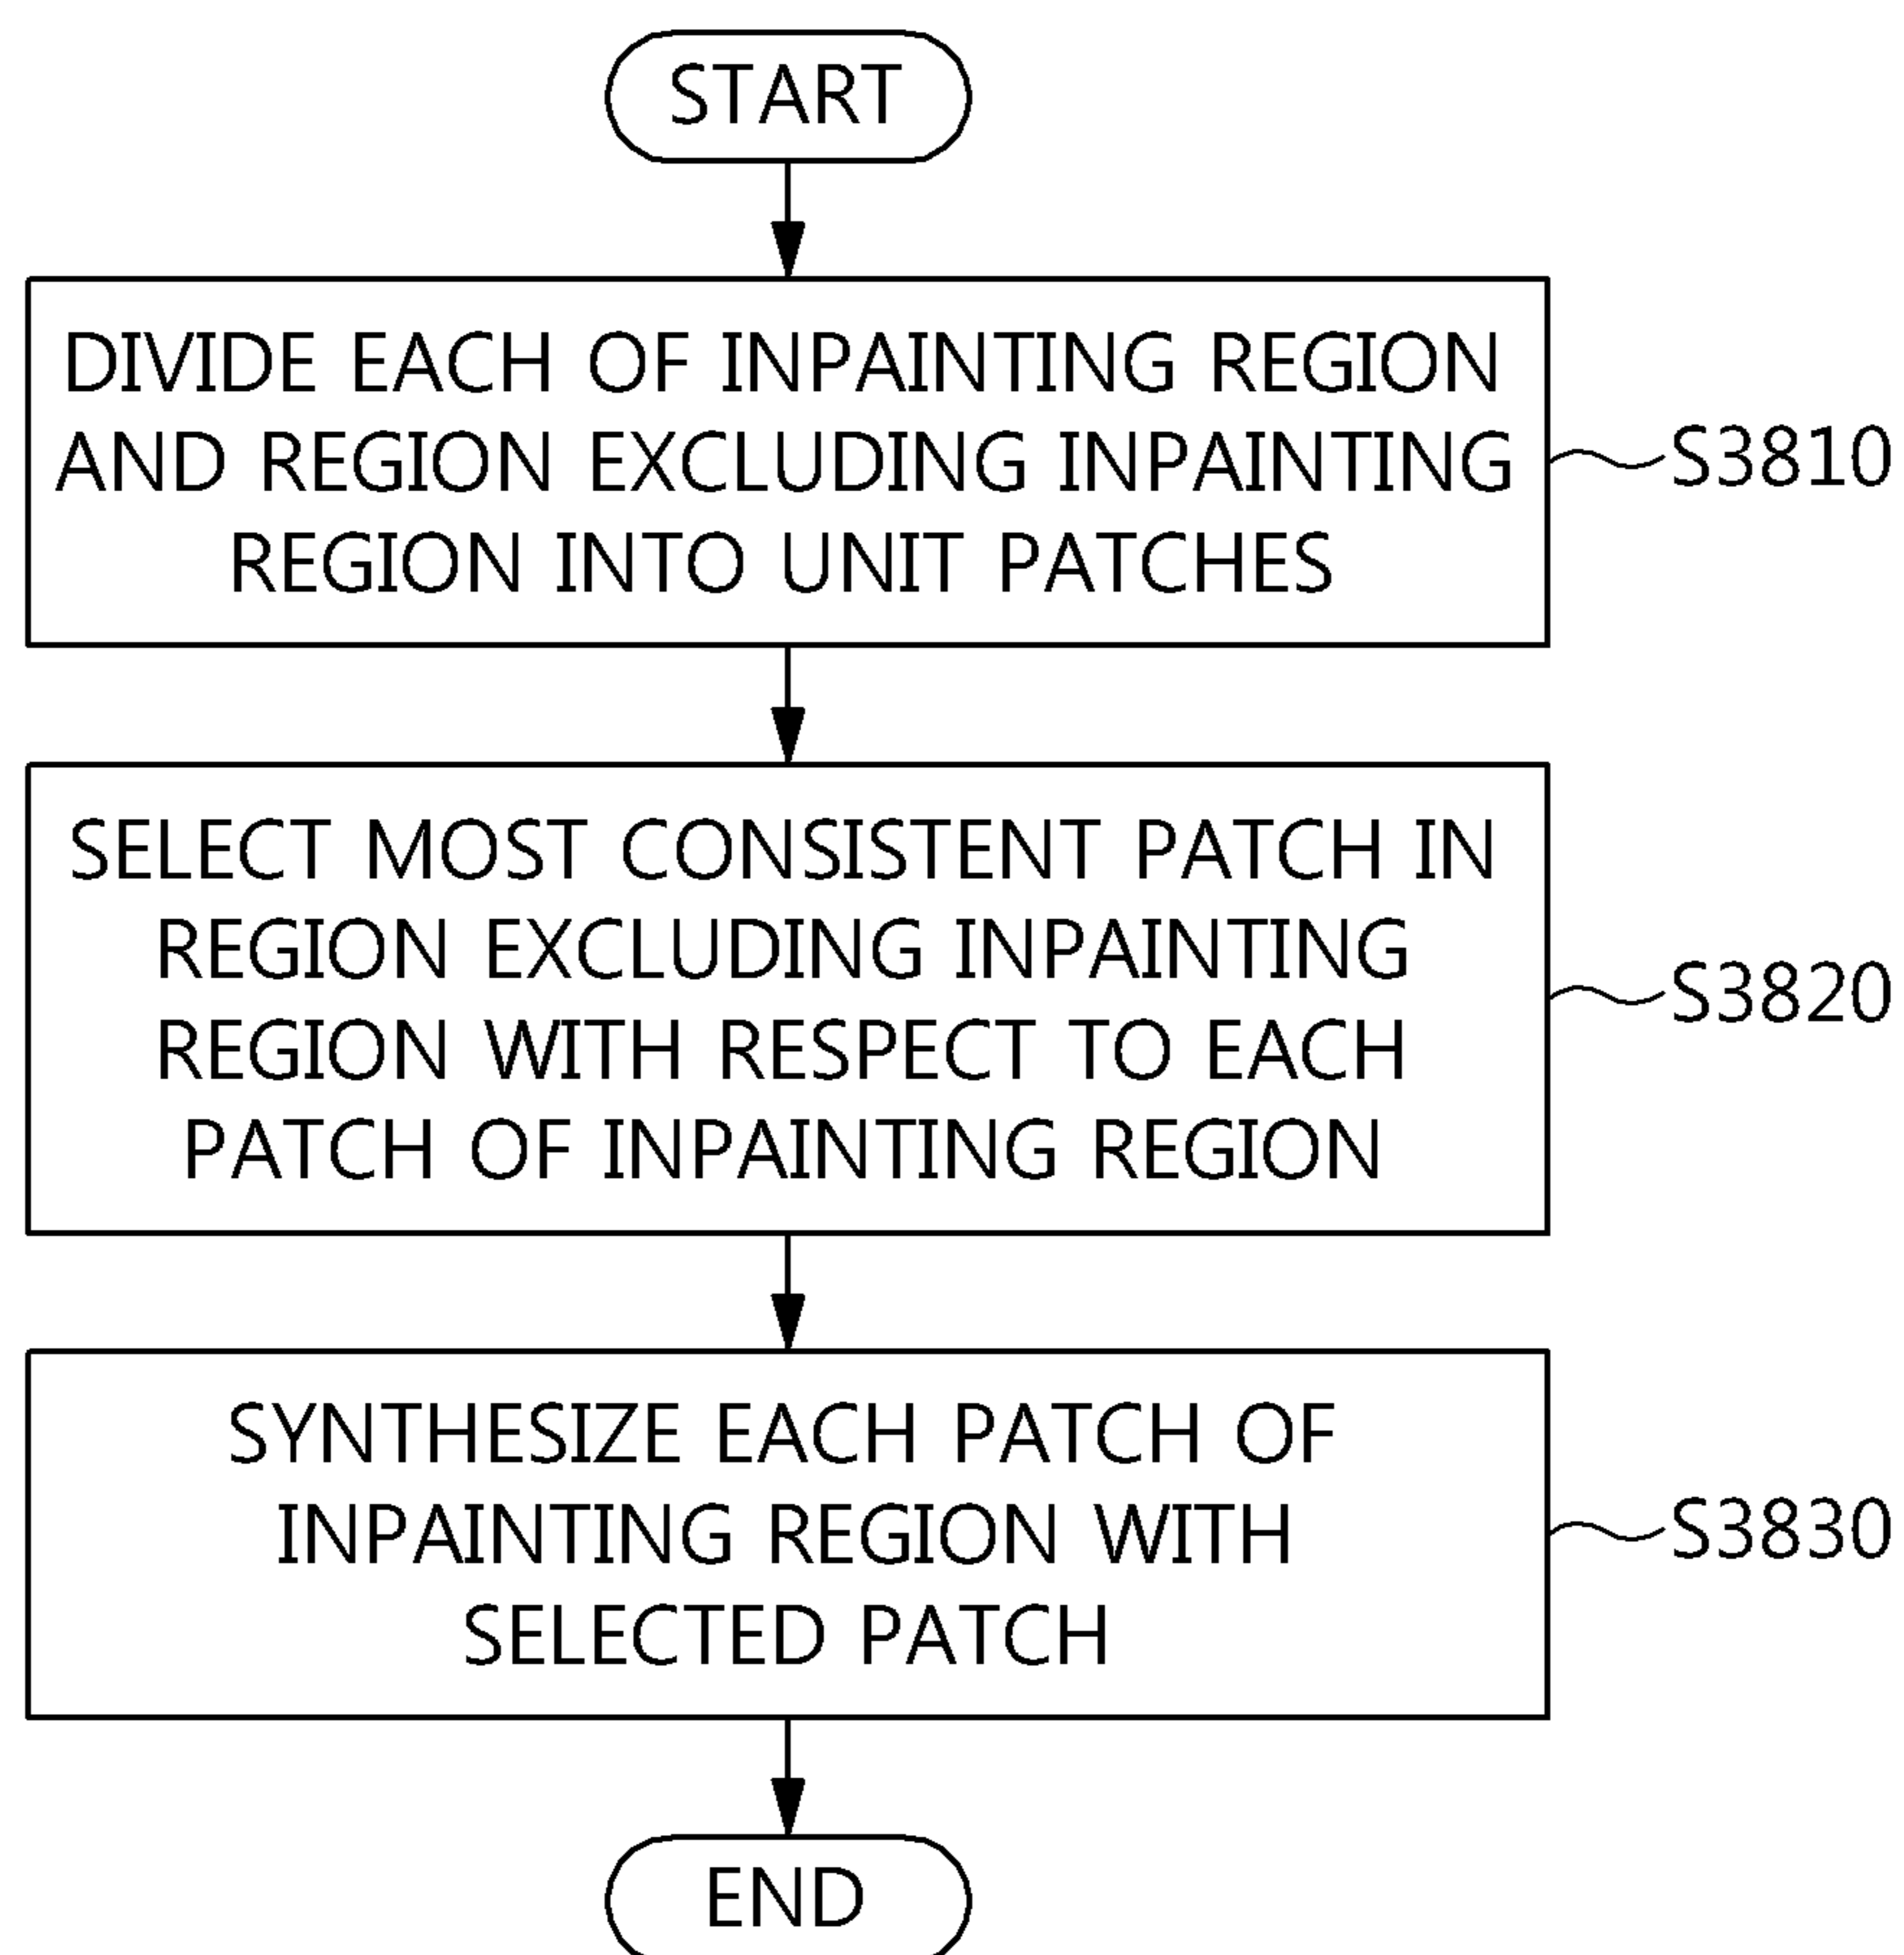 START
DIVIDE EACH OF INPAINTING REGION
AND REGION EXCLUDING INPAINTING
REGION INTO UNIT PATCHES
S3810
SELECT MOST CONSISTENT PATCH IN
REGION EXCLUDING INPAINTING
REGION WITH RESPECT TO EACH
PATCH OF INPAINTING REGION
S3820
SYNTHESIZE EACH PATCH OF
INPAINTING REGION WITH
SELECTED PATCH
S3830
END